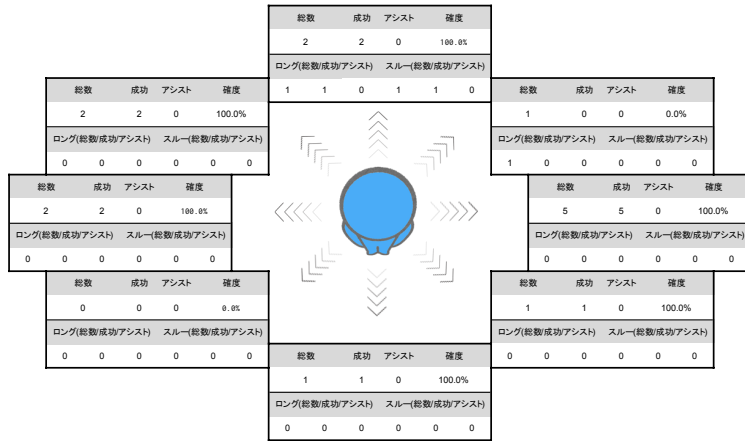 総数 成功 アシスト 確度
2 2 0 100.0%
ロング(総数/成功/アシスト) スルー(総数/成功/アシスト)
1 1 0 1 1 0
総数 成功 アシスト 確度
2 2 0 100.0%
ロング(総数/成功/アシスト) スルー(総数/成功/アシスト)
0 0 0 0 0 0
総数 成功 アシスト 確度
1 0 0 0.0%
ロング(総数/成功/アシスト) スルー(総数/成功/アシスト)
1 0 0 0 0 0
総数 成功 アシスト 確度
2 2 0 100.0%
ロング(総数/成功/アシスト) スルー(総数/成功/アシスト)
0 0 0 0 0 0
総数 成功 アシスト 確度
5 5 0 100.0%
ロング(総数/成功/アシスト) スルー(総数/成功/アシスト)
0 0 0 0 0 0
総数 成功 アシスト 確度
0 0 0 0.0%
ロング(総数/成功/アシスト) スルー(総数/成功/アシスト)
0 0 0 0 0 0
総数 成功 アシスト 確度
1 1 0 100.0%
ロング(総数/成功/アシスト) スルー(総数/成功/アシスト)
0 0 0 0 0 0
総数 成功 アシスト 確度
1 1 0 100.0%
ロング(総数/成功/アシスト) スルー(総数/成功/アシスト)
0 0 0 0 0 0